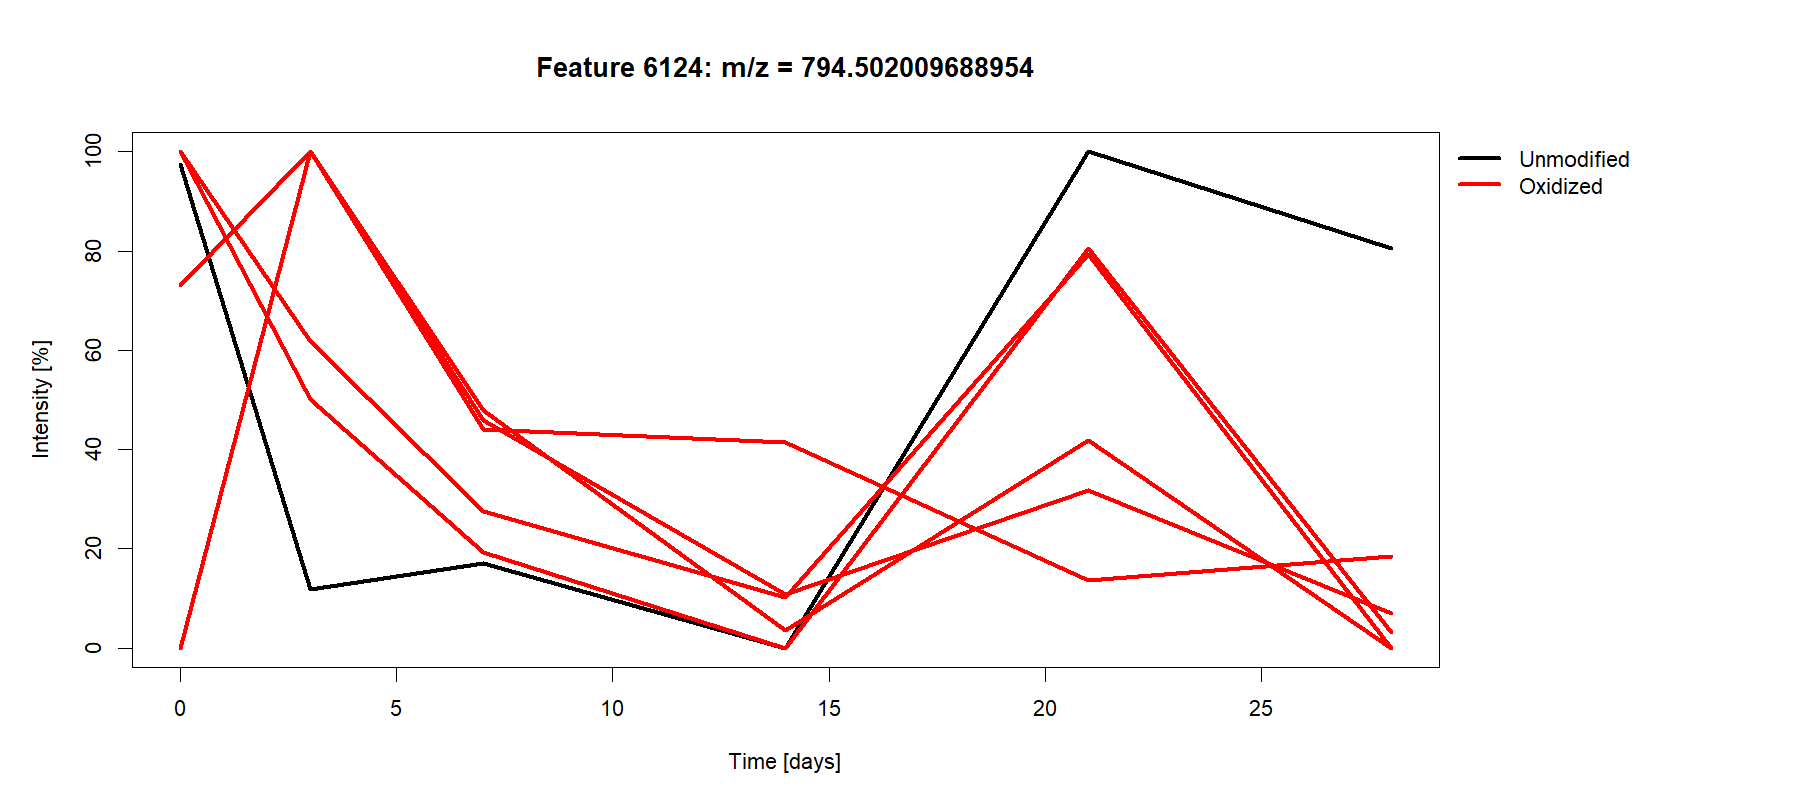 Feature 6124: m/z = 794.502009688954
Unmodified
Oxidized
100
80
60
40
20
0
Intensity [%]
0 5 10 15 20 25
Time [days]